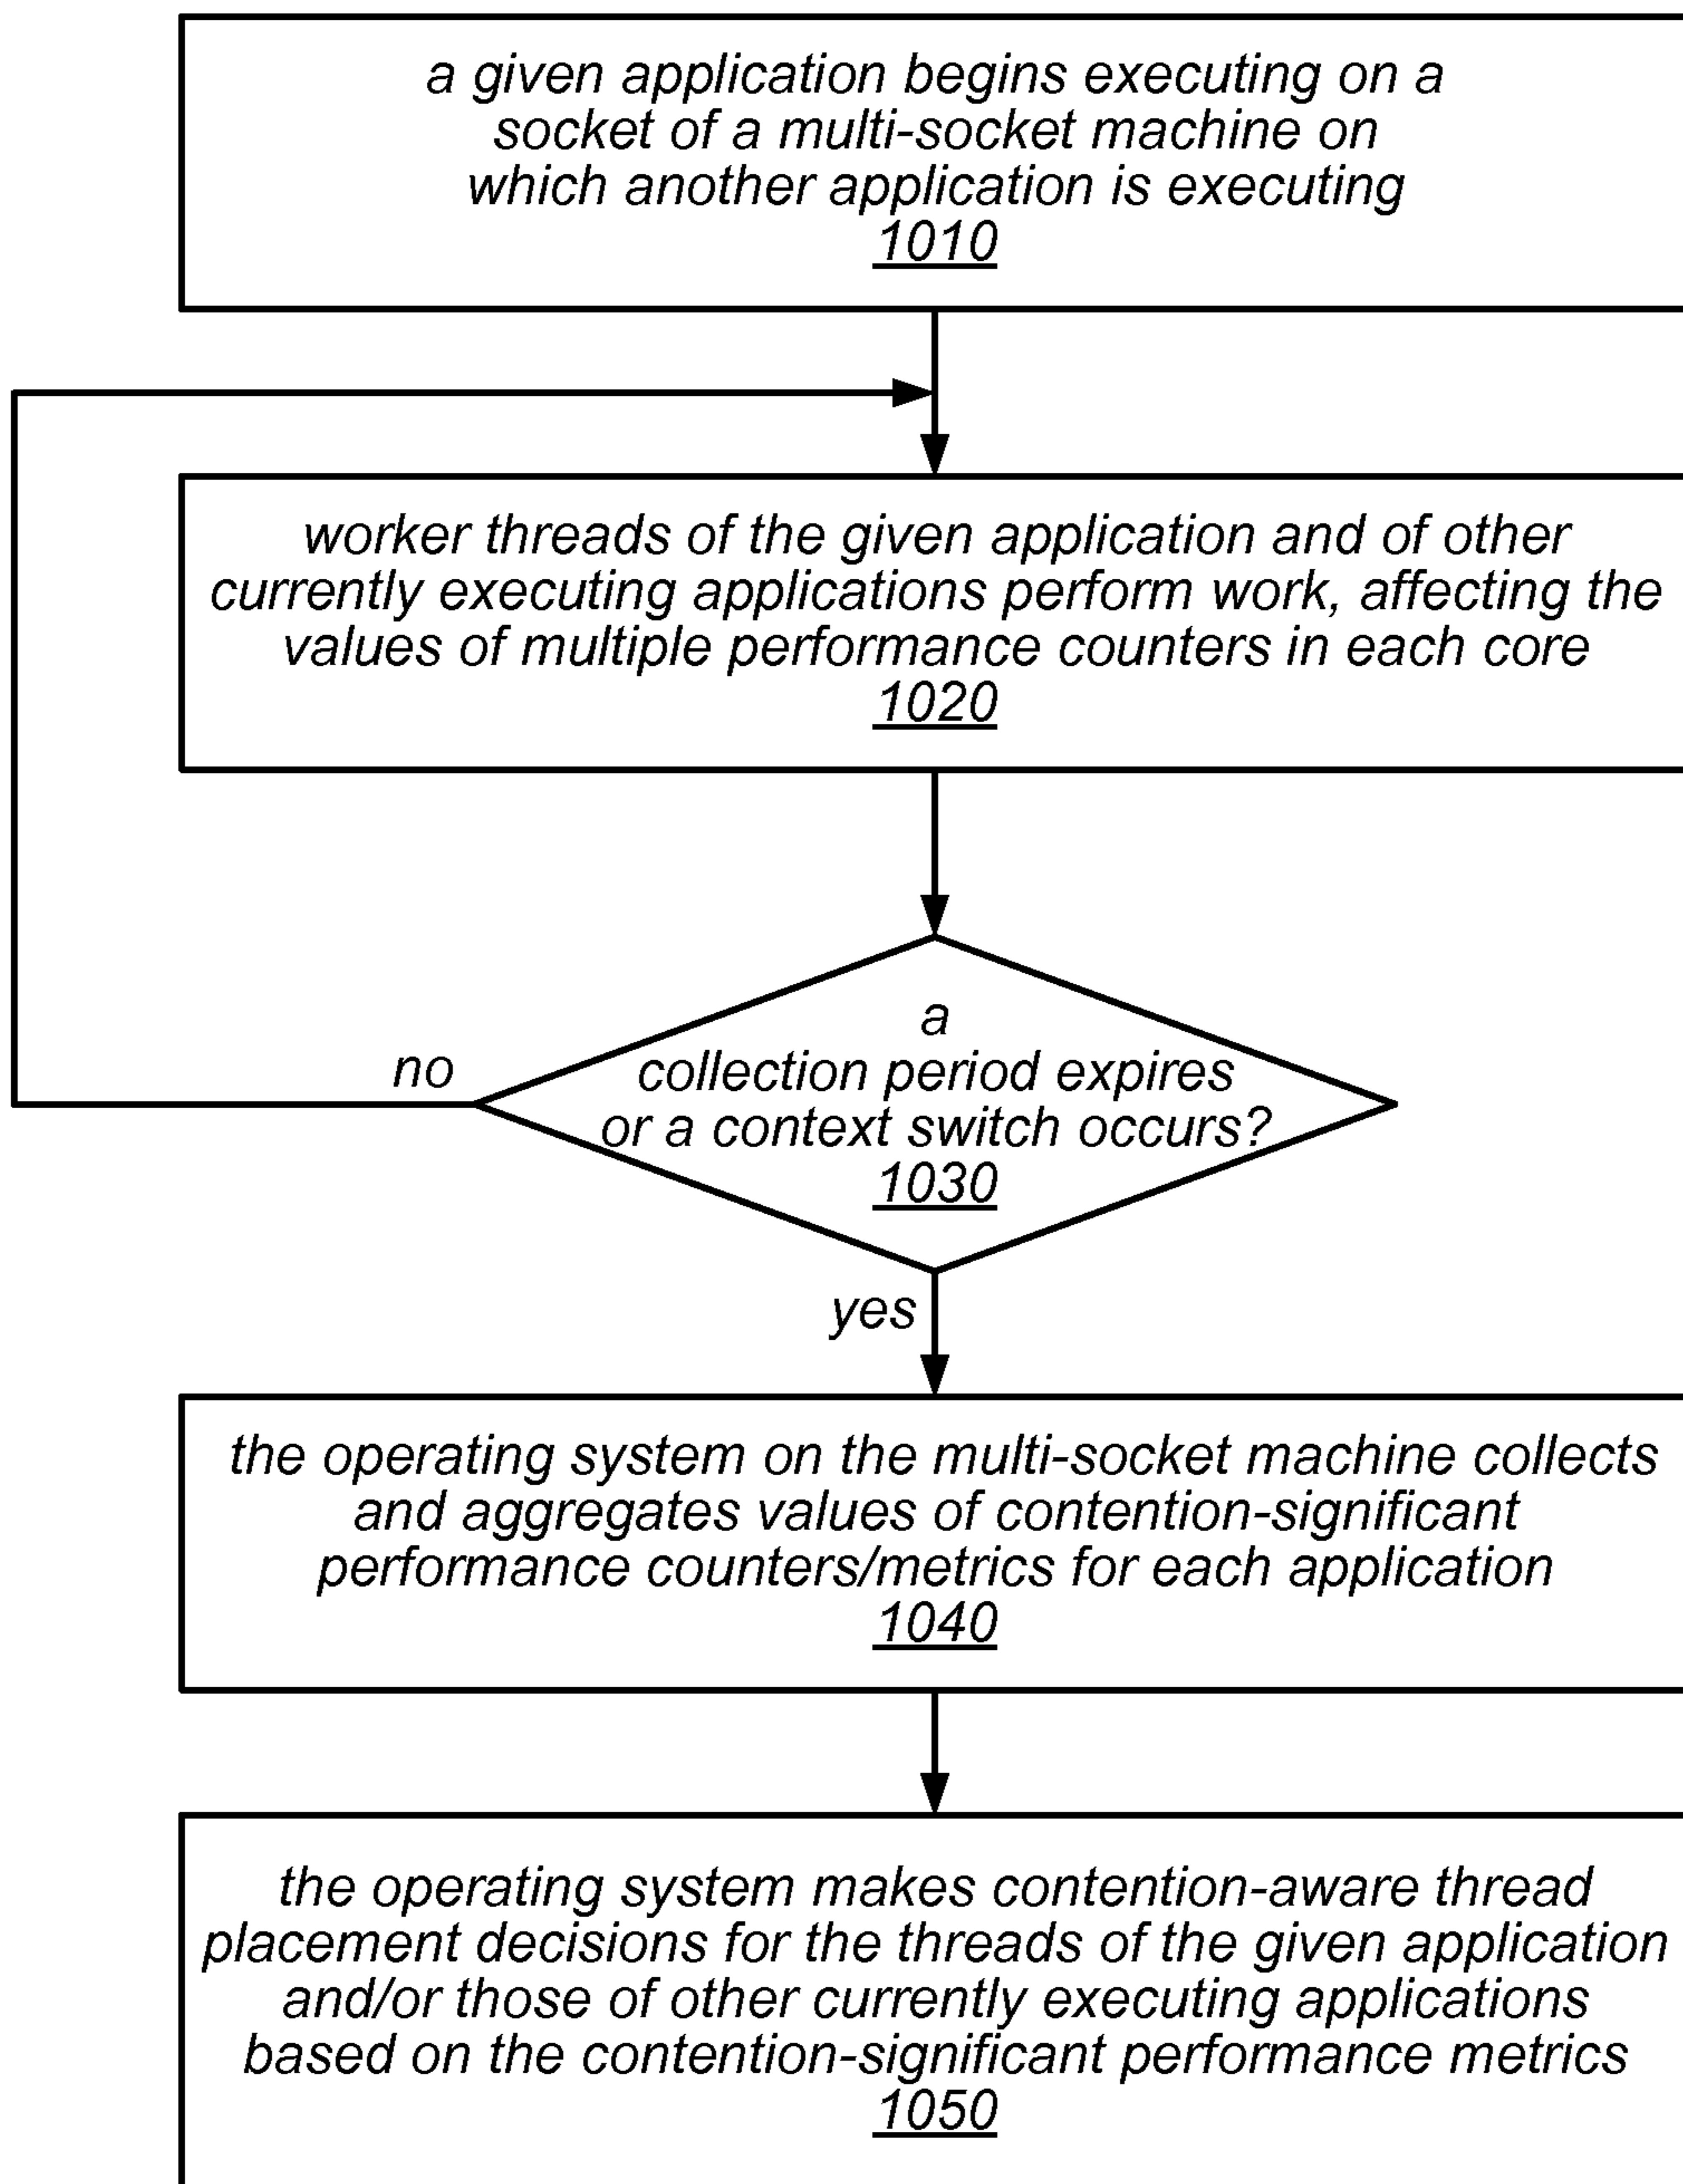 a given application begins executing on a
socket of a multi-socket machine on
which another application is executing
1010
worker threads of the given application and of other
currently executing applications perform work, affecting the
values of multiple performance counters in each core
1020
a
collection period expires
or a context switch occurs?
1030
no
yes
the operating system on the multi-socket machine collects
and aggregates values of contention-significant
performance counters/metrics for each application
1040
the operating system makes contention-aware thread
placement decisions for the threads of the given application
and/or those of other currently executing applications
based on the contention-significant performance metrics
1050